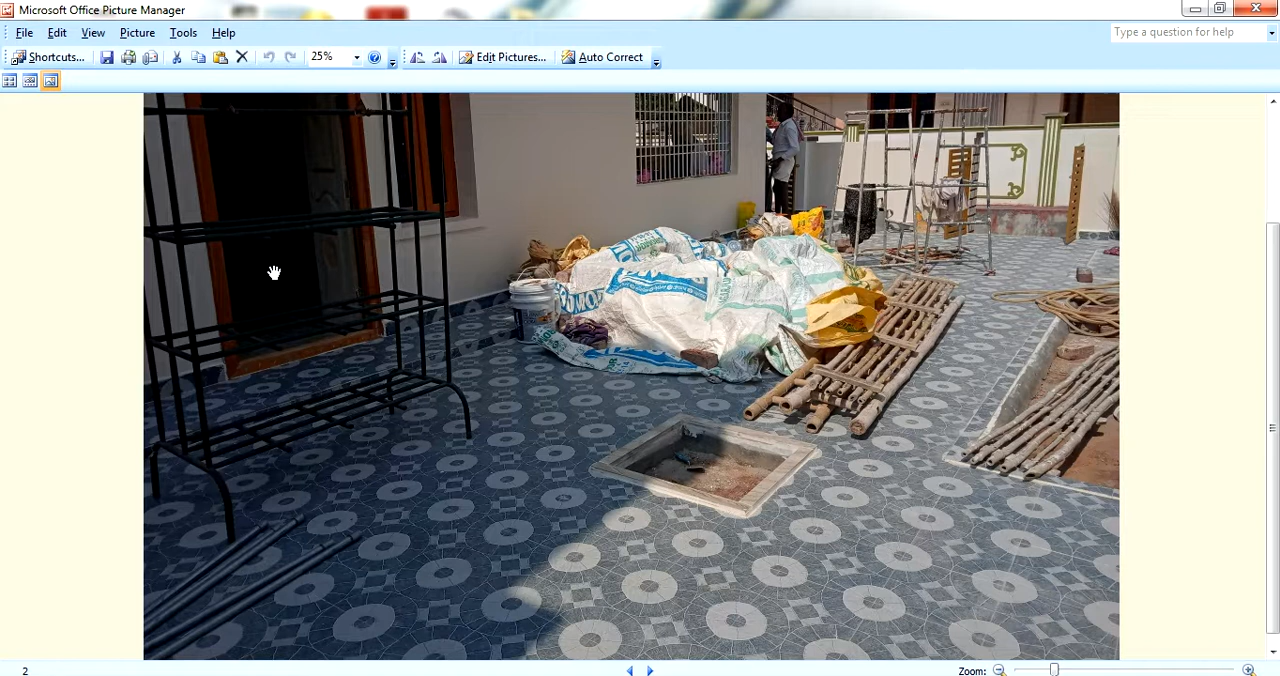 Microsoft Office Picture Manager
File Edit View Picture Tools Help
Type a question for help
Shortcuts... 25% Edit Pictures... Auto Correct
2
Zoom: